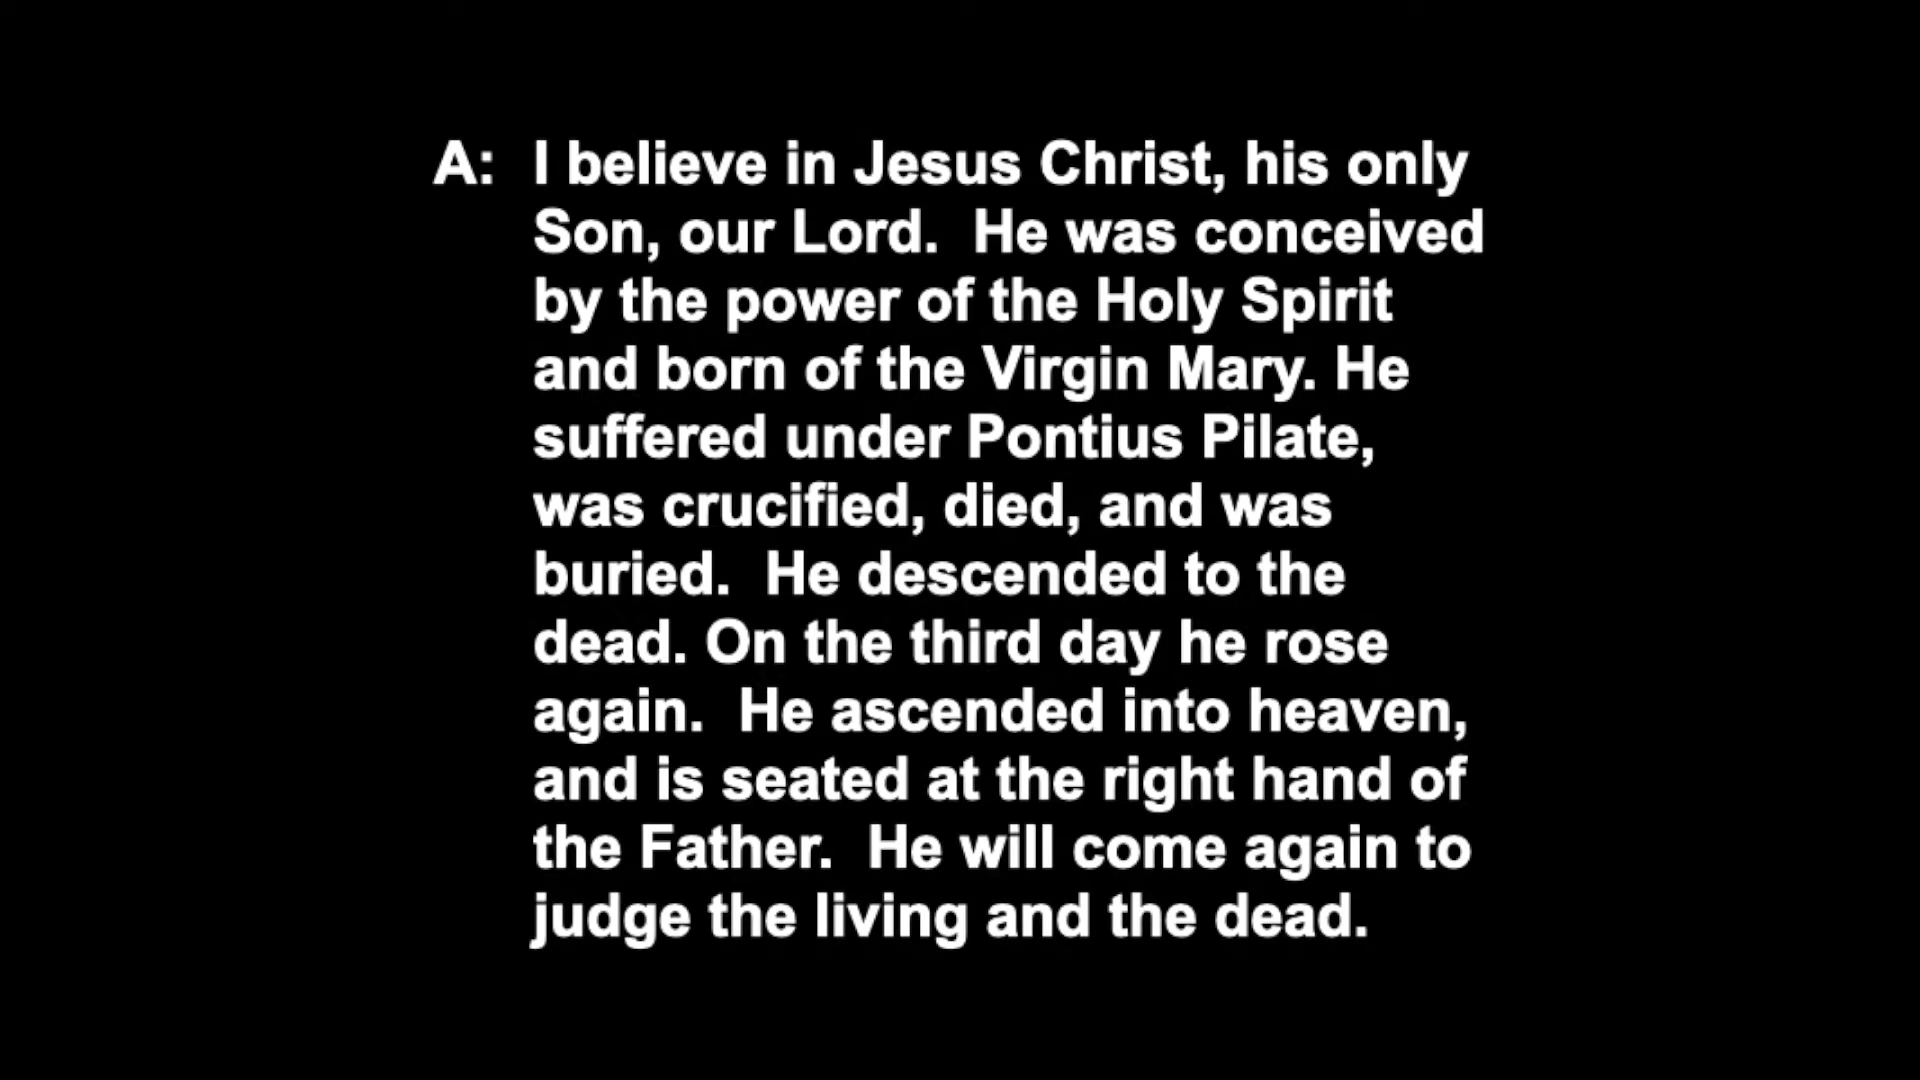 A: I believe in Jesus Christ, his only
Son, our Lord.  He was conceived
by the power of the Holy Spirit
and born of the Virgin Mary. He
suffered under Pontius Pilate,
was crucified, died, and was
buried.  He descended to the
dead. On the third day he rose
again.  He ascended into heaven,
and is seated at the right hand of
the Father.  He will come again to
judge the living and the dead.